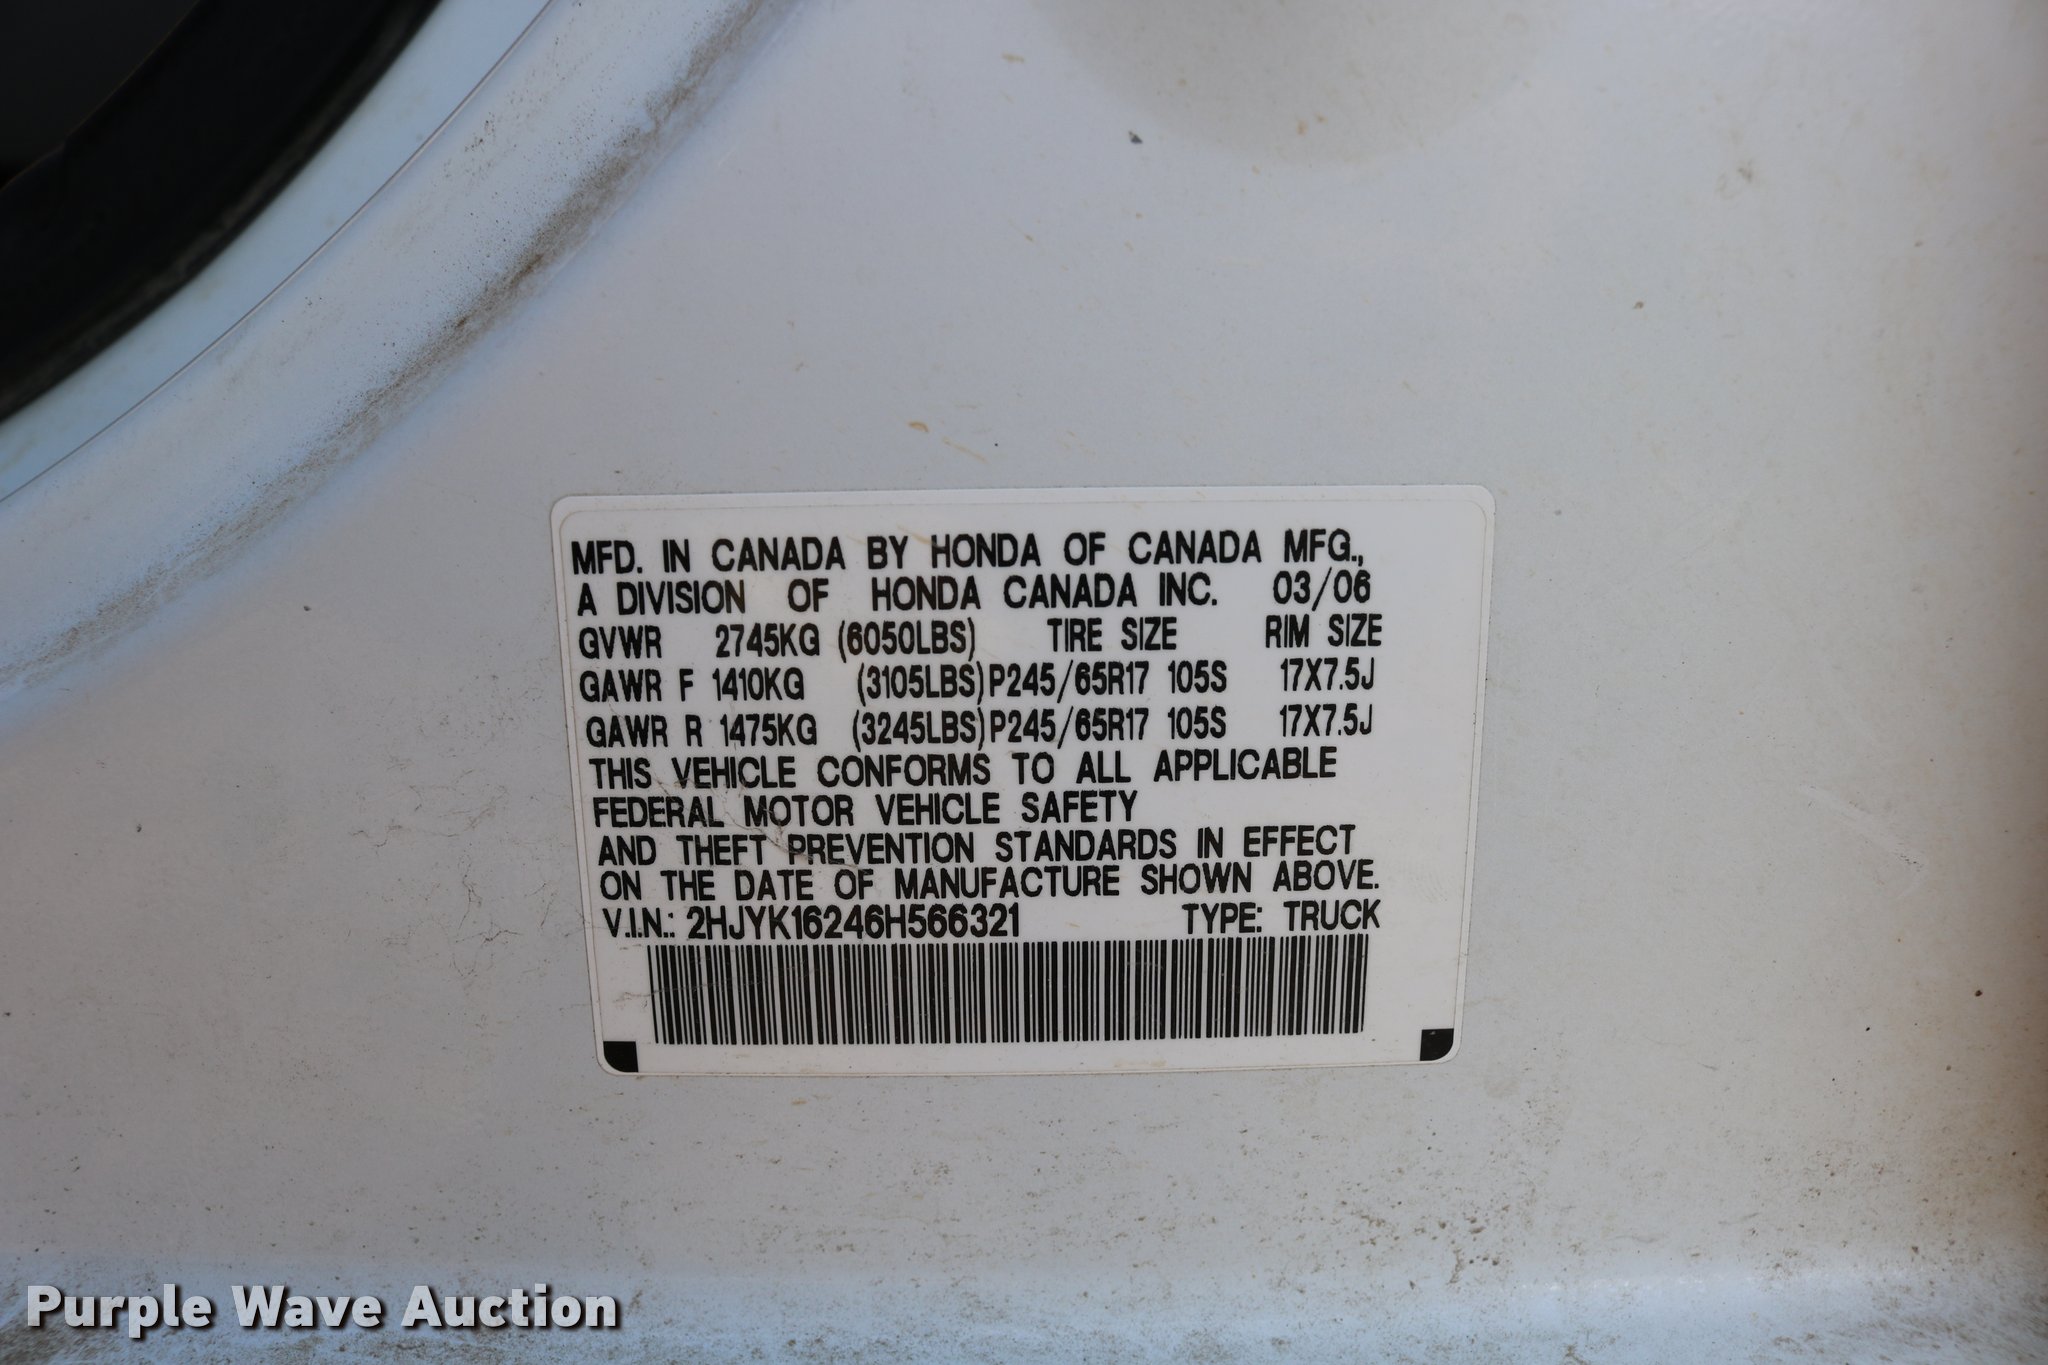 MFD. IN CANADA BY HONDA OF CANADA MFG.,
A DIVISION OF HONDA CANADA INC. 03/06
GVWR 2745KG (6050LBS) TIRE SIZE RIM SIZE
GAWR F 1410KG (3105LBS) P245/65R17 105S 17X7.5J
GAWR R 1475KG (3245LBS) P245/65R17 105S 17X7.5J
THIS VEHICLE CONFORMS TO ALL APPLICABLE
FEDERAL MOTOR VEHICLE SAFETY
AND THEFT PREVENTION STANDARDS IN EFFECT
ON THE DATE OF MANUFACTURE SHOWN ABOVE.
V.I.N.: 2HJYK16246H566321 TYPE: TRUCK
Purple Wave Auction